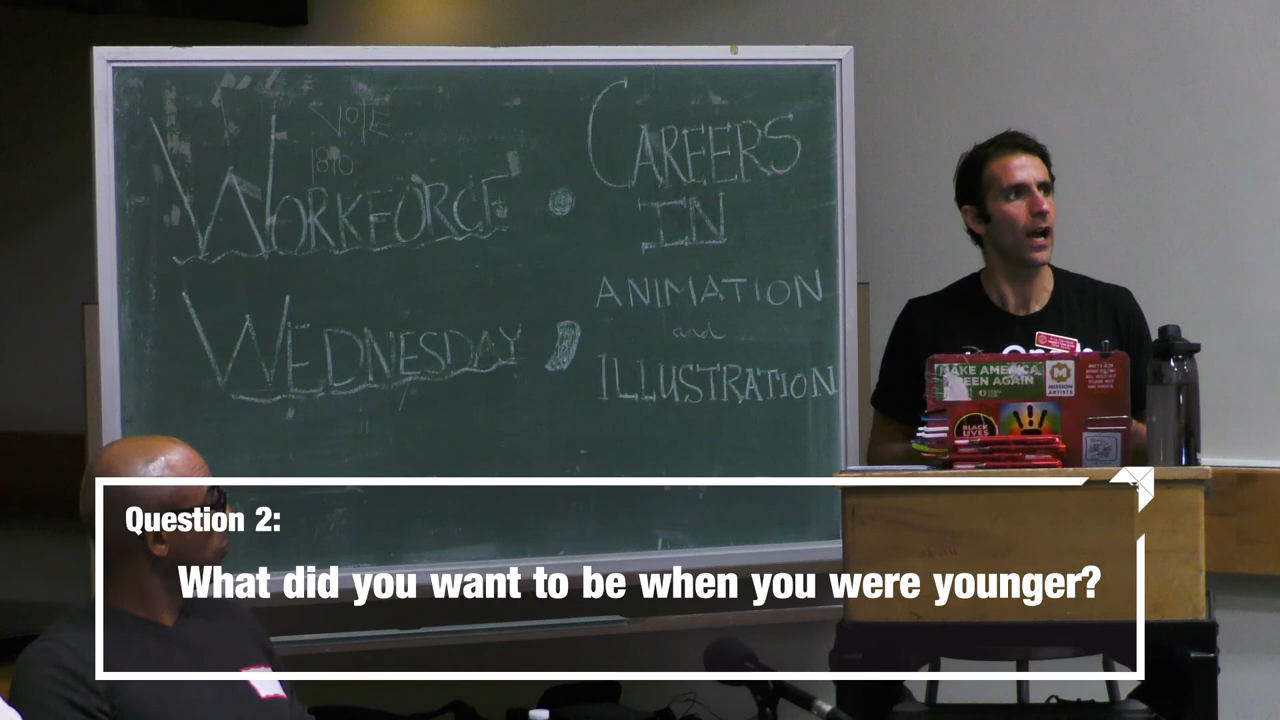 VOTE
1810
WORKFORCE
WEDNESDAY
CAREERS
IN
ANIMATION
and
ILLUSTRATION
MAKE AMERICA
GREEN AGAIN
MISSION
ARTISTS
BLACK
LIVES
Question 2:
What did you want to be when you were younger?